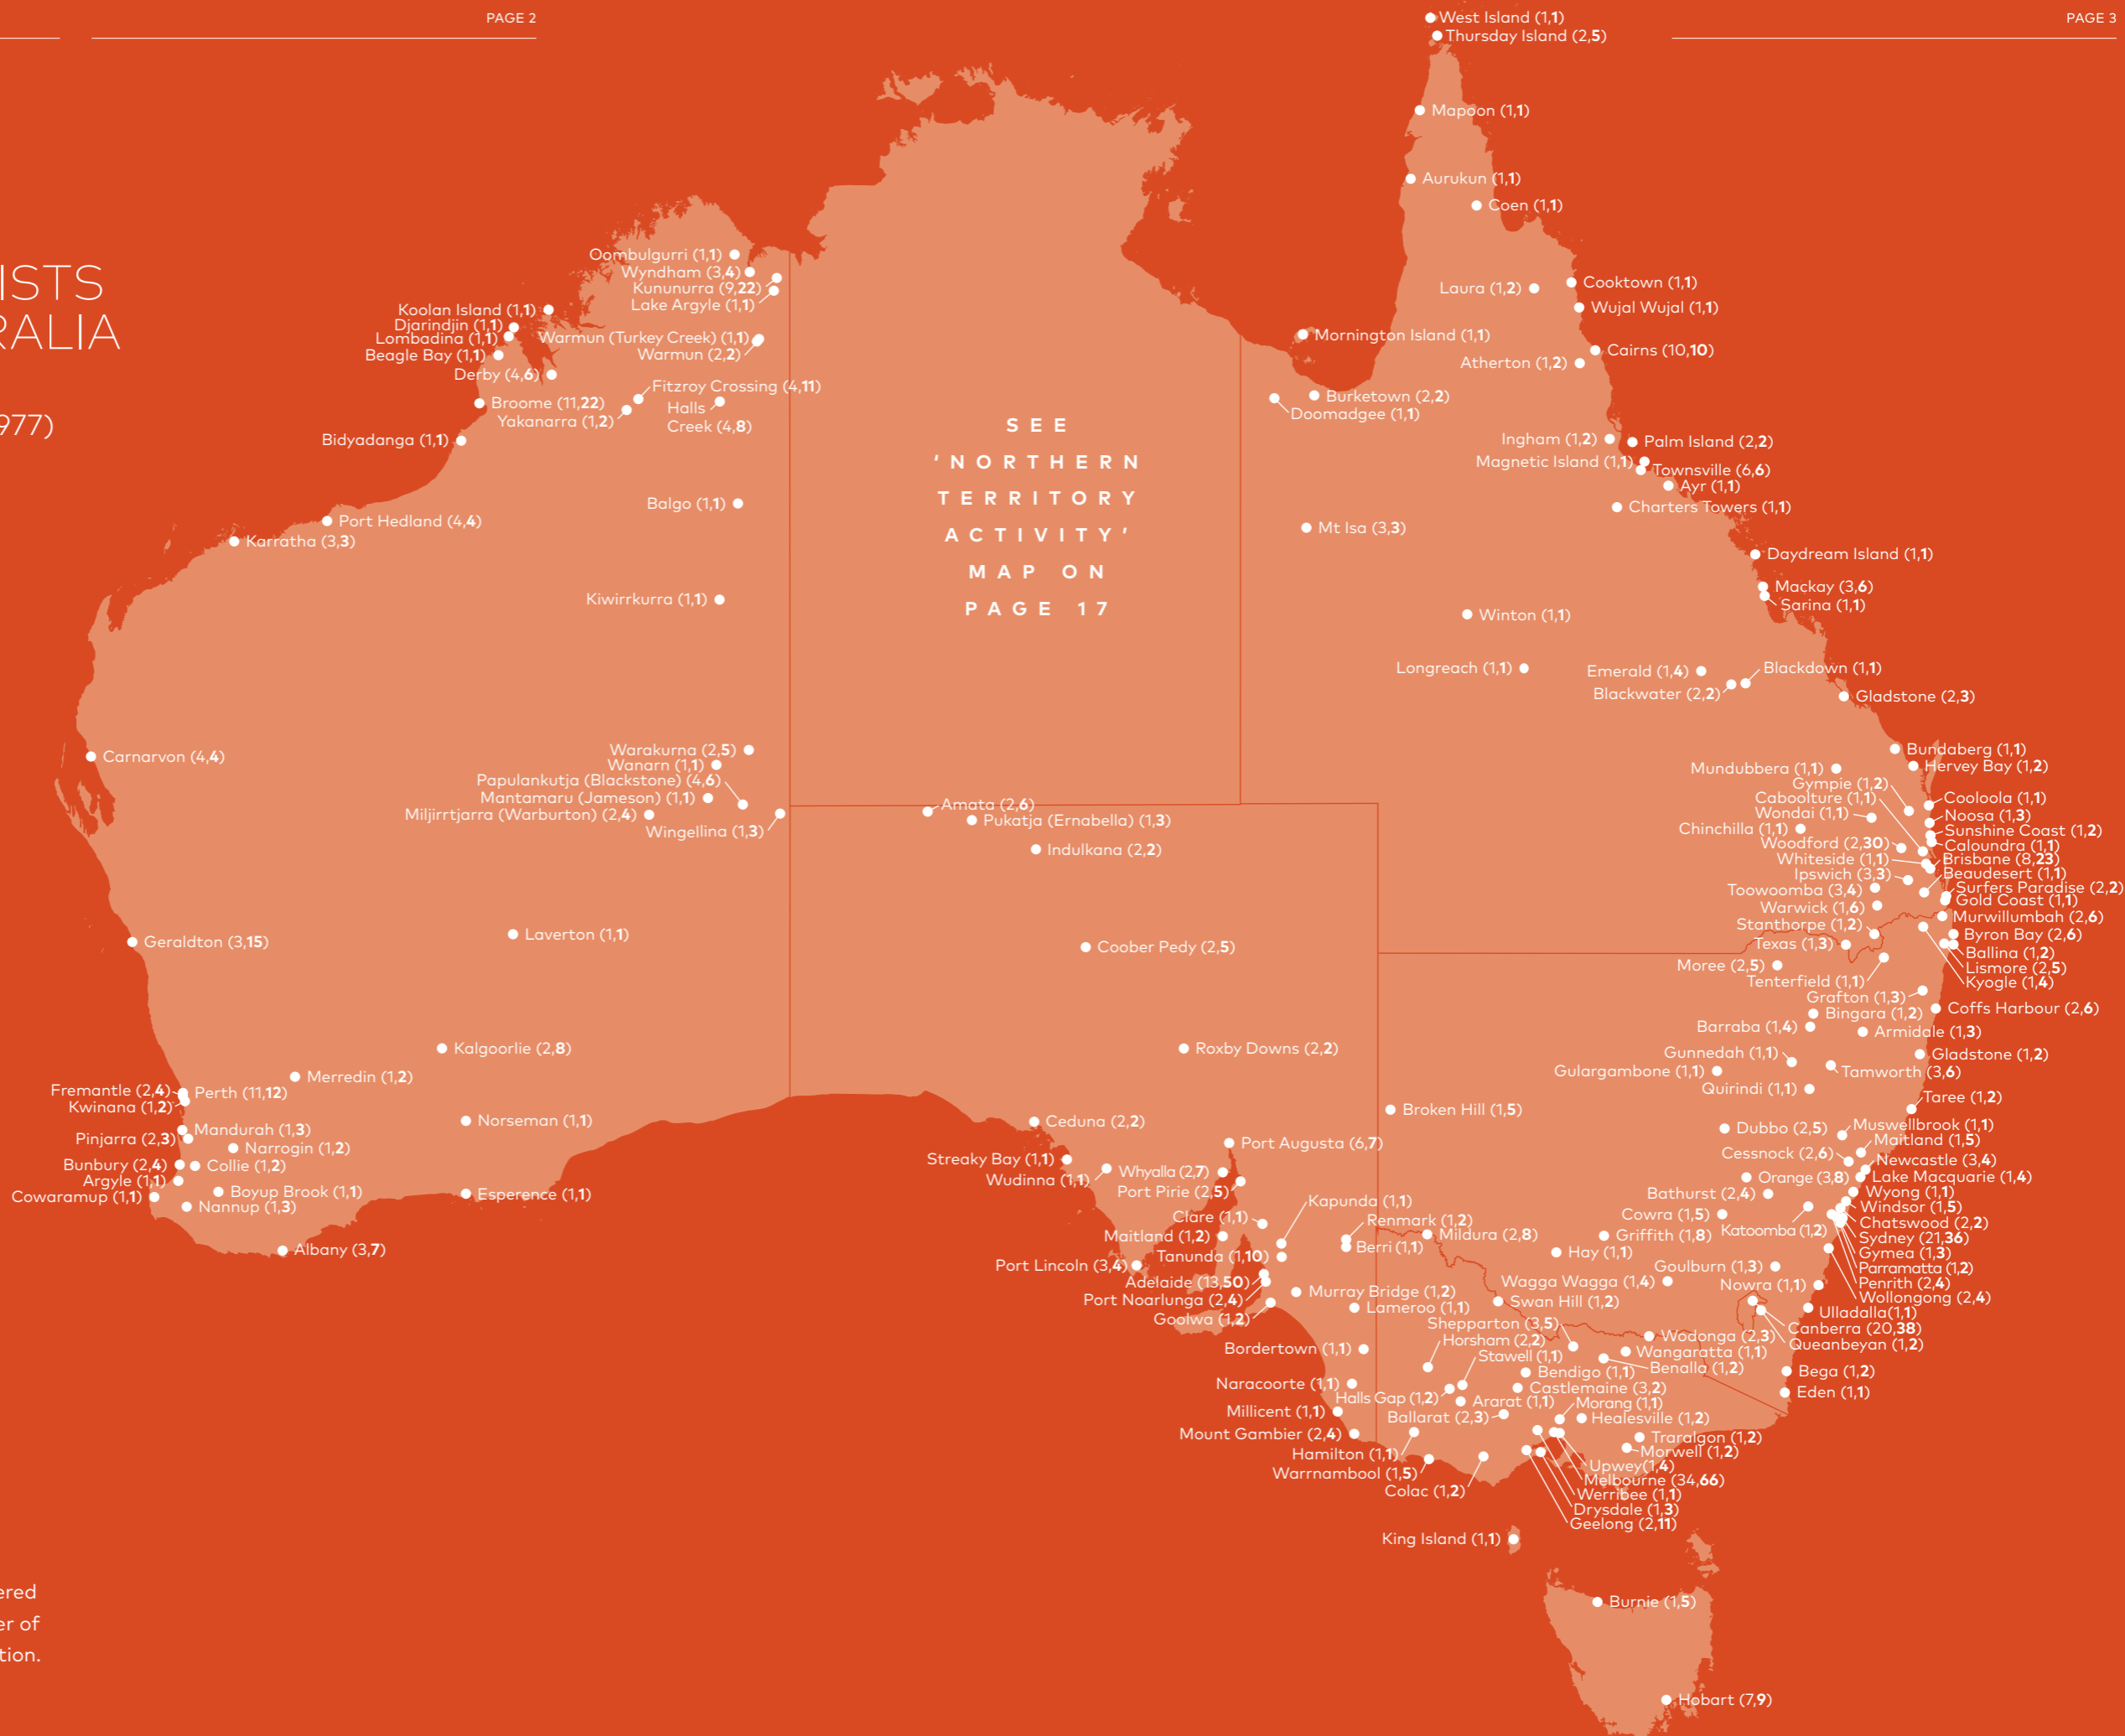 PAGE 2
PAGE 3
ISTS
RALIA
977)
ered
er of
tion.
SEE
‘NORTHERN
TERRITORY
ACTIVITY’
MAP ON
PAGE 17
West Island (1,1)
Thursday Island (2,5)
Mapoon (1,1)
Aurukun (1,1)
Coen (1,1)
Oombulgurri (1,1)
Wyndham (3,4)
Kununurra (9,22)
Lake Argyle (1,1)
Koolan Island (1,1)
Djarindjin (1,1)
Lombadina (1,1)
Beagle Bay (1,1)
Warmun (Turkey Creek) (1,1)
Warmun (2,2)
Derby (4,6)
Fitzroy Crossing (4,11)
Broome (11,22)
Halls
Creek (4,8)
Yakanarra (1,2)
Bidyadanga (1,1)
Balgo (1,1)
Port Hedland (4,4)
Karratha (3,3)
Kiwirrkurra (1,1)
Carnarvon (4,4)
Warakurna (2,5)
Wanarn (1,1)
Papulankutja (Blackstone) (4,6)
Mantamaru (Jameson) (1,1)
Miljirrtjarra (Warburton) (2,4)
Wingellina (1,3)
Geraldton (3,15)
Laverton (1,1)
Kalgoorlie (2,8)
Merredin (1,2)
Fremantle (2,4)
Perth (11,12)
Kwinana (1,2)
Norseman (1,1)
Mandurah (1,3)
Pinjarra (2,3)
Narrogin (1,2)
Bunbury (2,4)
Collie (1,2)
Argyle (1,1)
Boyup Brook (1,1)
Cowaramup (1,1)
Nannup (1,3)
Esperence (1,1)
Albany (3,7)
Amata (2,6)
Pukatja (Ernabella) (1,3)
Indulkana (2,2)
Coober Pedy (2,5)
Roxby Downs (2,2)
Ceduna (2,2)
Port Augusta (6,7)
Streaky Bay (1,1)
Wudinna (1,1)
Whyalla (2,7)
Port Pirie (2,5)
Kapunda (1,1)
Clare (1,1)
Renmark (1,2)
Maitland (1,2)
Berri (1,1)
Tanunda (1,10)
Port Lincoln (3,4)
Adelaide (13,50)
Murray Bridge (1,2)
Port Noarlunga (2,4)
Lameroo (1,1)
Goolwa (1,2)
Bordertown (1,1)
Naracoorte (1,1)
Millicent (1,1)
Mount Gambier (2,4)
Laura (1,2)
Cooktown (1,1)
Wujal Wujal (1,1)
Mornington Island (1,1)
Cairns (10,10)
Atherton (1,2)
Burketown (2,2)
Doomadgee (1,1)
Ingham (1,2)
Palm Island (2,2)
Magnetic Island (1,1)
Townsville (6,6)
Ayr (1,1)
Charters Towers (1,1)
Mt Isa (3,3)
Daydream Island (1,1)
Mackay (3,6)
Sarina (1,1)
Winton (1,1)
Longreach (1,1)
Emerald (1,4)
Blackdown (1,1)
Blackwater (2,2)
Gladstone (2,3)
Bundaberg (1,1)
Hervey Bay (1,2)
Mundubbera (1,1)
Gympie (1,2)
Caboolture (1,1)
Cooloola (1,1)
Wondai (1,1)
Noosa (1,3)
Chinchilla (1,1)
Sunshine Coast (1,2)
Woodford (2,30)
Caloundra (1,1)
Whiteside (1,1)
Brisbane (8,23)
Ipswich (3,3)
Beaudesert (1,1)
Toowoomba (3,4)
Surfers Paradise (2,2)
Warwick (1,6)
Gold Coast (1,1)
Stanthorpe (1,2)
Murwillumbah (2,6)
Texas (1,3)
Byron Bay (2,6)
Ballina (1,2)
Moree (2,5)
Lismore (2,5)
Tenterfield (1,1)
Kyogle (1,4)
Grafton (1,3)
Coffs Harbour (2,6)
Bingara (1,2)
Barraba (1,4)
Armidale (1,3)
Gunnedah (1,1)
Gladstone (1,2)
Gulargambone (1,1)
Tamworth (3,6)
Quirindi (1,1)
Taree (1,2)
Broken Hill (1,5)
Dubbo (2,5)
Muswellbrook (1,1)
Maitland (1,5)
Cessnock (2,6)
Newcastle (3,4)
Orange (3,8)
Lake Macquarie (1,4)
Bathurst (2,4)
Wyong (1,1)
Windsor (1,5)
Cowra (1,5)
Katoomba (1,2)
Chatswood (2,2)
Mildura (2,8)
Griffith (1,8)
Sydney (21,36)
Hay (1,1)
Gymea (1,3)
Goulburn (1,3)
Parramatta (1,2)
Wagga Wagga (1,4)
Nowra (1,1)
Penrith (2,4)
Wollongong (2,4)
Swan Hill (1,2)
Ulladalla(1,1)
Shepparton (3,5)
Canberra (20,38)
Horsham (2,2)
Wodonga (2,3)
Queanbeyan (1,2)
Stawell (1,1)
Wangaratta (1,1)
Benalla (1,2)
Bendigo (1,1)
Bega (1,2)
Castlemaine (3,2)
Eden (1,1)
Halls Gap (1,2)
Ararat (1,1)
Morang (1,1)
Ballarat (2,3)
Healesville (1,2)
Traralgon (1,2)
Hamilton (1,1)
Morwell (1,2)
Warrnambool (1,5)
Upwey(1,4)
Melbourne (34,66)
Colac (1,2)
Werribee (1,1)
Drysdale (1,3)
Geelong (2,11)
King Island (1,1)
Burnie (1,5)
Hobart (7,9)